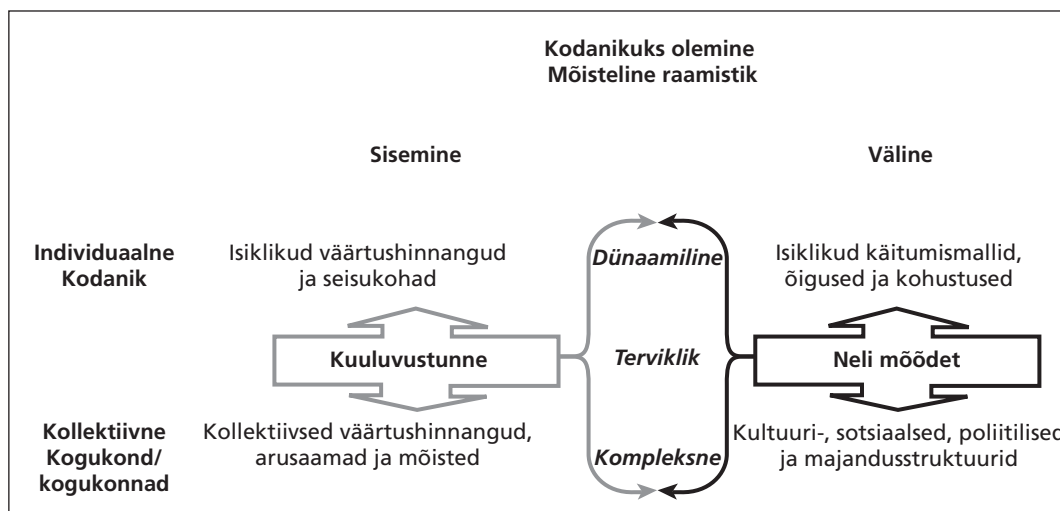 Kodanikuks olemine
Mõisteline raamistik
Sisemine
Väline
Individuaalne
Kodanik
Isiklikud väärtushinnangud
ja seisukohad
Dünaamiline
Isiklikud käitumismallid,
õigused ja kohustused
Kuuluvustunne
Terviklik
Neli mõõdet
Kollektiivne
Kogukond/
kogukonnad
Kollektiivsed väärtushinnangud,
arusaamad ja mõisted
Kompleksne
Kultuuri-, sotsiaalsed, poliitilised
ja majandusstruktuurid